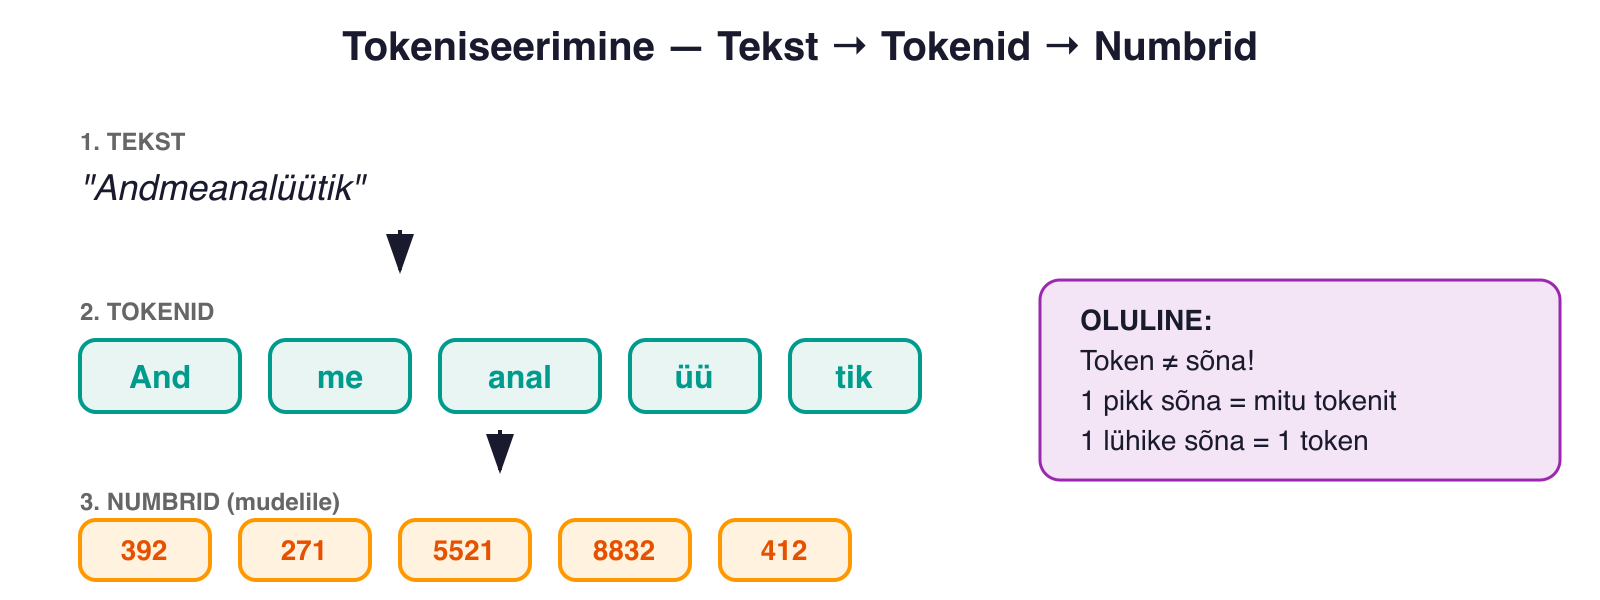 Tokeniseerimine — Tekst → Tokenid → Numbrid
1. TEKST
"Andmeanalüütik"
2. TOKENID
And me anal üü tik
OLULINE:
Token ≠ sõna!
1 pikk sõna = mitu tokenit
1 lühike sõna = 1 token
3. NUMBRID (mudelile)
392 271 5521 8832 412